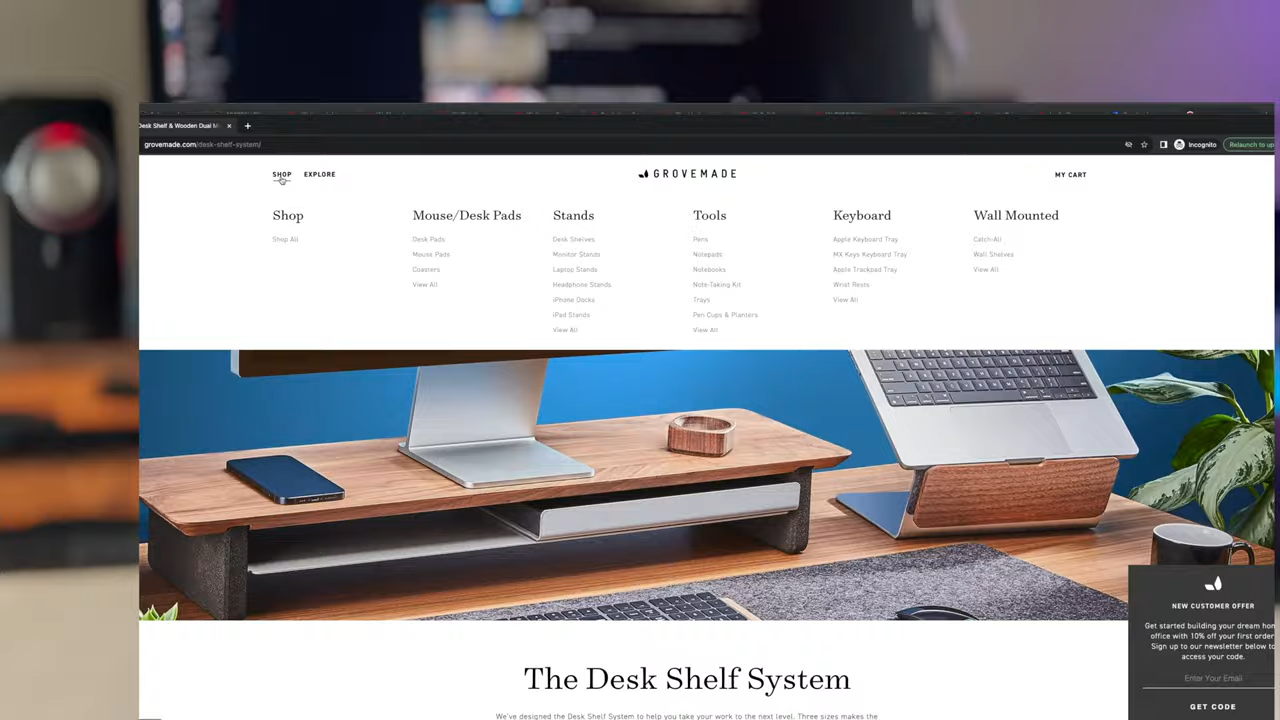 Desk Shelf & Wooden Dual M
grovemade.com/desk-shelf-system/
Incognito
Relaunch to up
SHOP EXPLORE
GROVEMADE
MY CART
Shop
Shop All
Mouse/Desk Pads
Desk Pads
Mouse Pads
Coasters
View All
Stands
Desk Shelves
Monitor Stands
Laptop Stands
Headphone Stands
iPhone Docks
iPad Stands
View All
Tools
Pens
Notepads
Notebooks
Note-Taking Kit
Trays
Pen Cups & Planters
View All
Keyboard
Apple Keyboard Tray
MX Keys Keyboard Tray
Apple Trackpad Tray
Wrist Rests
View All
Wall Mounted
Catch-All
Wall Shelves
View All
NEW CUSTOMER OFFER
Get started building your dream hom
office with 10% off your first order
Sign up to our newsletter below to
access your code.
Enter Your Email
GET CODE
The Desk Shelf System
We've designed the Desk Shelf System to help you take your work to the next level. Three sizes makes the